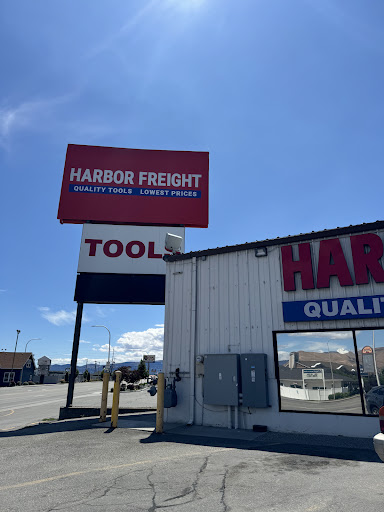 HARBOR FREIGHT
QUALITY TOOLS LOWEST PRICES
TOOL
HAR
QUALI